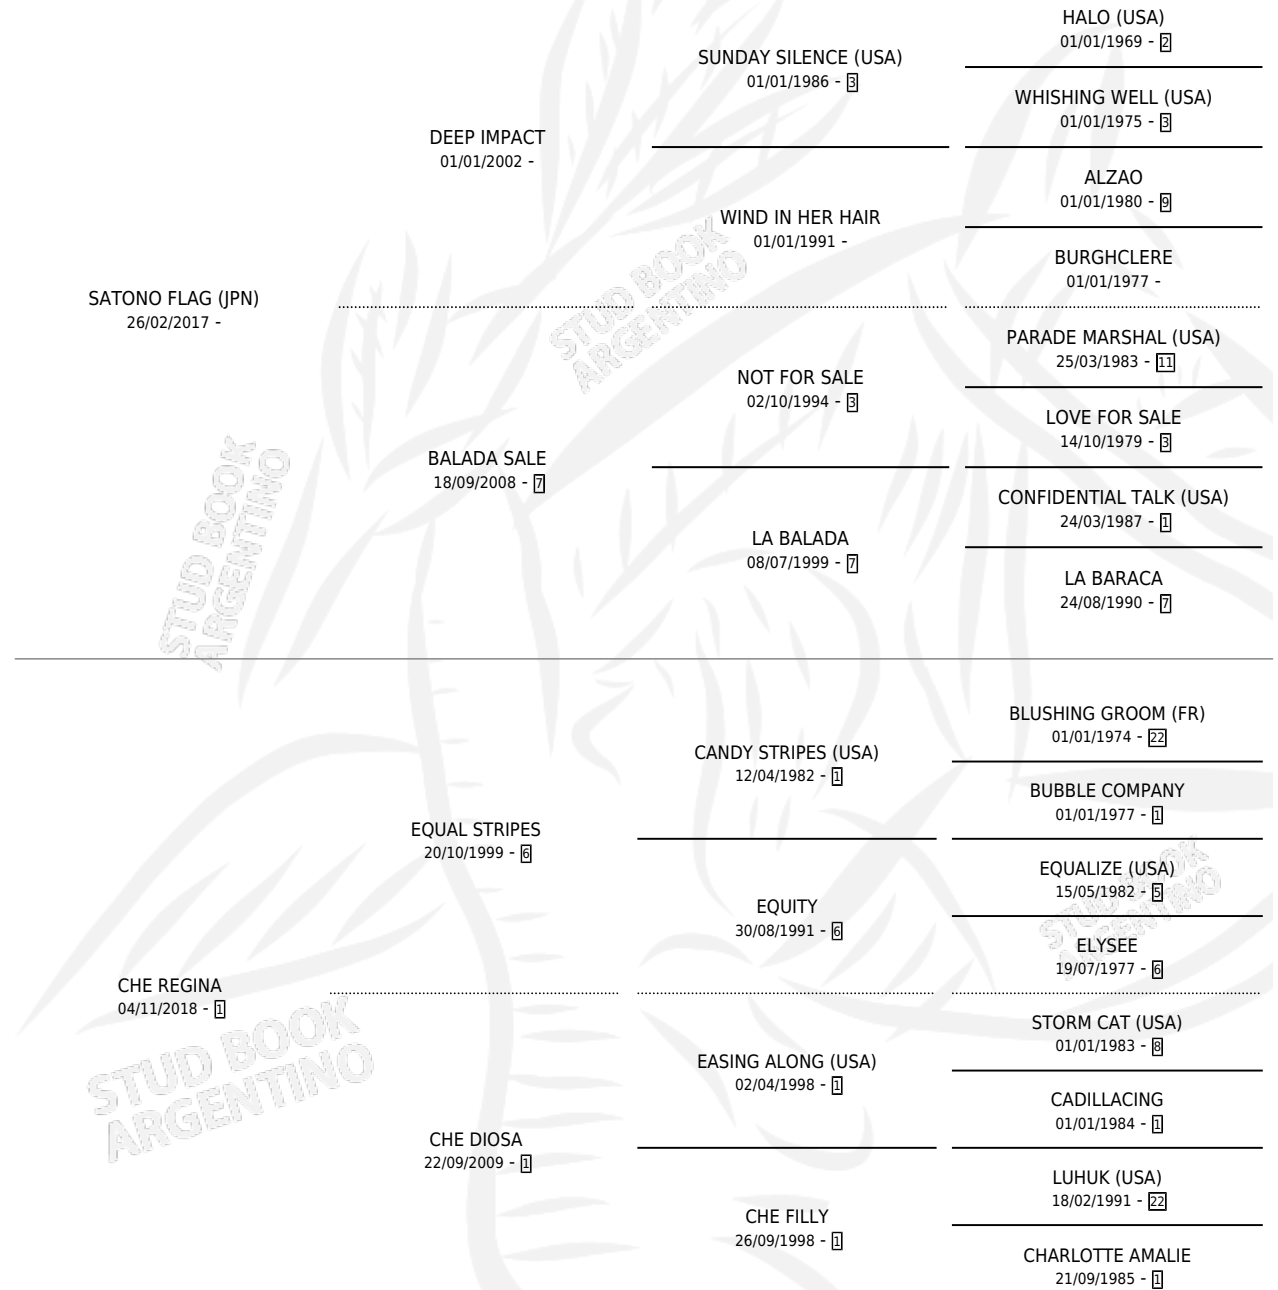 HALO (USA)
01/01/1969 - 2
SUNDAY SILENCE (USA)
01/01/1986 - 3
WHISHING WELL (USA)
01/01/1975 - 3
DEEP IMPACT
01/01/2002 -
ALZAO
01/01/1980 - 9
WIND IN HER HAIR
01/01/1991 -
BURGHCLERE
01/01/1977 -
SATONO FLAG (JPN)
26/02/2017 -
STUD BOOK
ARGENTINO
PARADE MARSHAL (USA)
25/03/1983 - 11
NOT FOR SALE
02/10/1994 - 3
LOVE FOR SALE
14/10/1979 - 3
BALADA SALE
18/09/2008 - 7
CONFIDENTIAL TALK (USA)
24/03/1987 - 1
LA BALADA
08/07/1999 - 7
LA BARACA
24/08/1990 - 7
STUD BOOK
ARGENTINO
BLUSHING GROOM (FR)
01/01/1974 - 22
CANDY STRIPES (USA)
12/04/1982 - 1
BUBBLE COMPANY
01/01/1977 - 1
EQUAL STRIPES
20/10/1999 - 6
EQUALIZE (USA)
15/05/1982 - 5
EQUITY
30/08/1991 - 6
ELYSEE
19/07/1977 - 6
STUD BOOK
ARGENTINO
CHE REGINA
04/11/2018 - 1
STORM CAT (USA)
01/01/1983 - 8
EASING ALONG (USA)
02/04/1998 - 1
CADILLACING
01/01/1984 - 1
STUD BOOK
ARGENTINO
CHE DIOSA
22/09/2009 - 1
LUHUK (USA)
18/02/1991 - 22
CHE FILLY
26/09/1998 - 1
CHARLOTTE AMALIE
21/09/1985 - 1